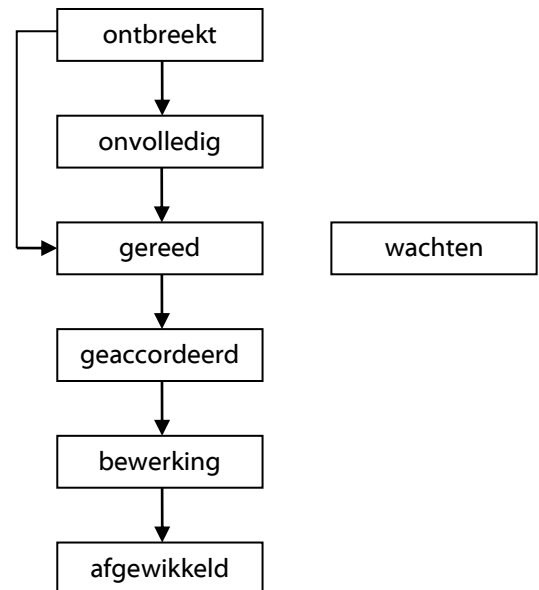 ontbreekt
onvolledig
gereed
wachten
geaccordeerd
bewerking
afgewikkeld